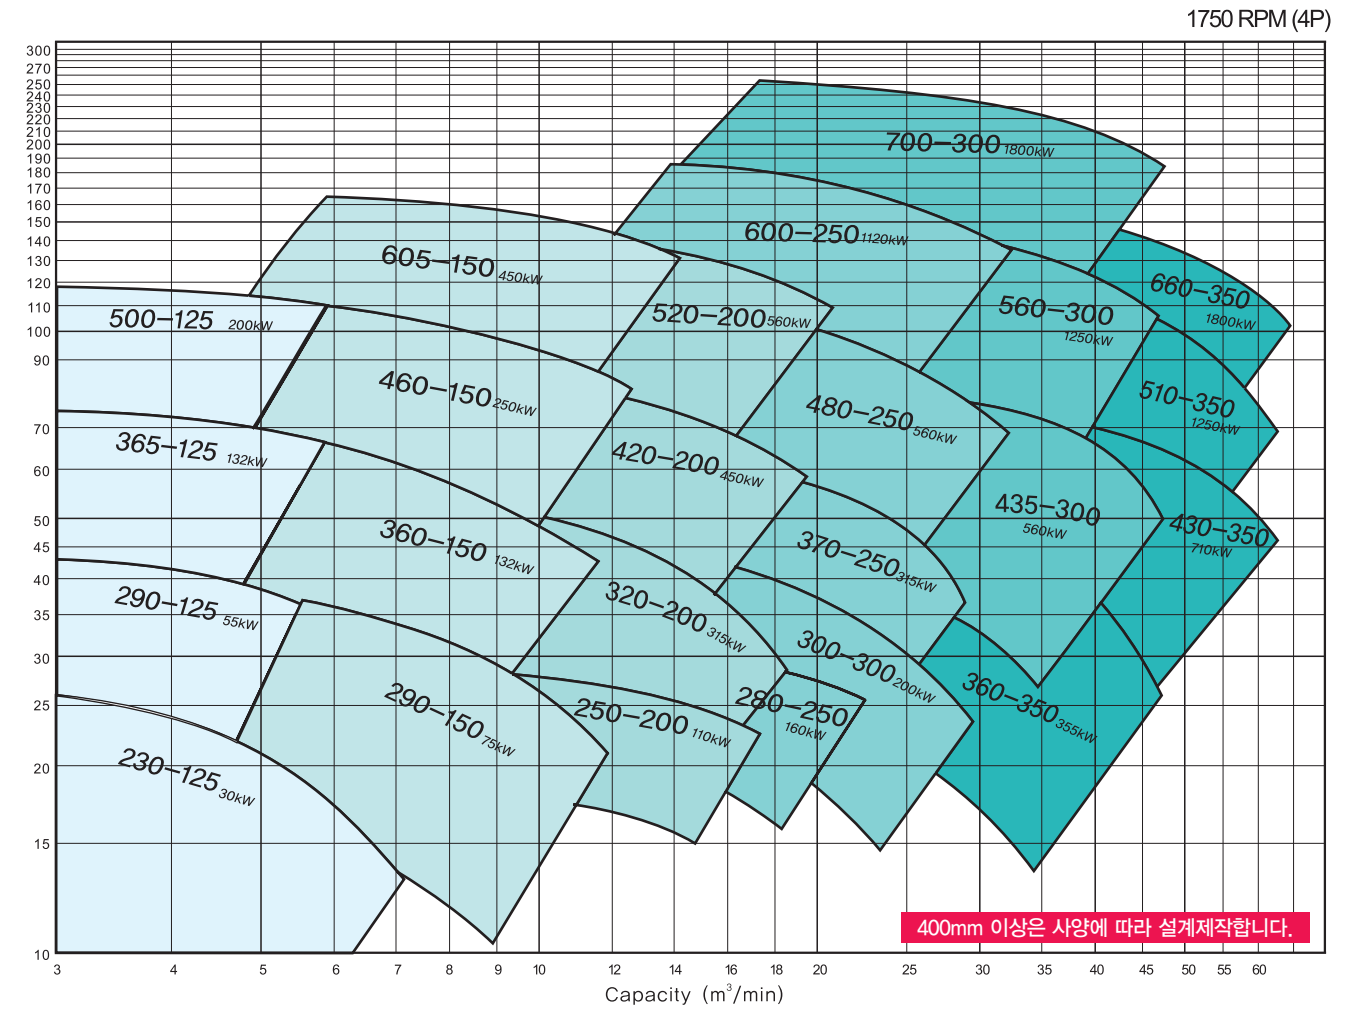 1750 RPM (4P)
300
270
250
240
230
220
210
200
190
180
170
160
150
140
130
120
110
100
90
70
60
50
45
40
35
30
25
20
15
10
700-300 1800kW
600-250 1120kW
605-150 450kW
660-350 1800kW
520-200 560kW
560-300 1250kW
500-125 200kW
460-150 250kW
480-250 560kW
510-350 1250kW
365-125 132kW
420-200 450kW
435-300 560kW
430-350 710kW
360-150 132kW
370-250 315kW
290-125 55kW
320-200 315kW
300-300 200kW
360-350 355kW
290-150 75kW
250-200 110kW
280-250 160kW
230-125 30kW
400mm 이상은 사양에 따라 설계제작합니다.
3 4 5 6 7 8 9 10 12 14 16 18 20 25 30 35 40 45 50 55 60
Capacity (m³/min)